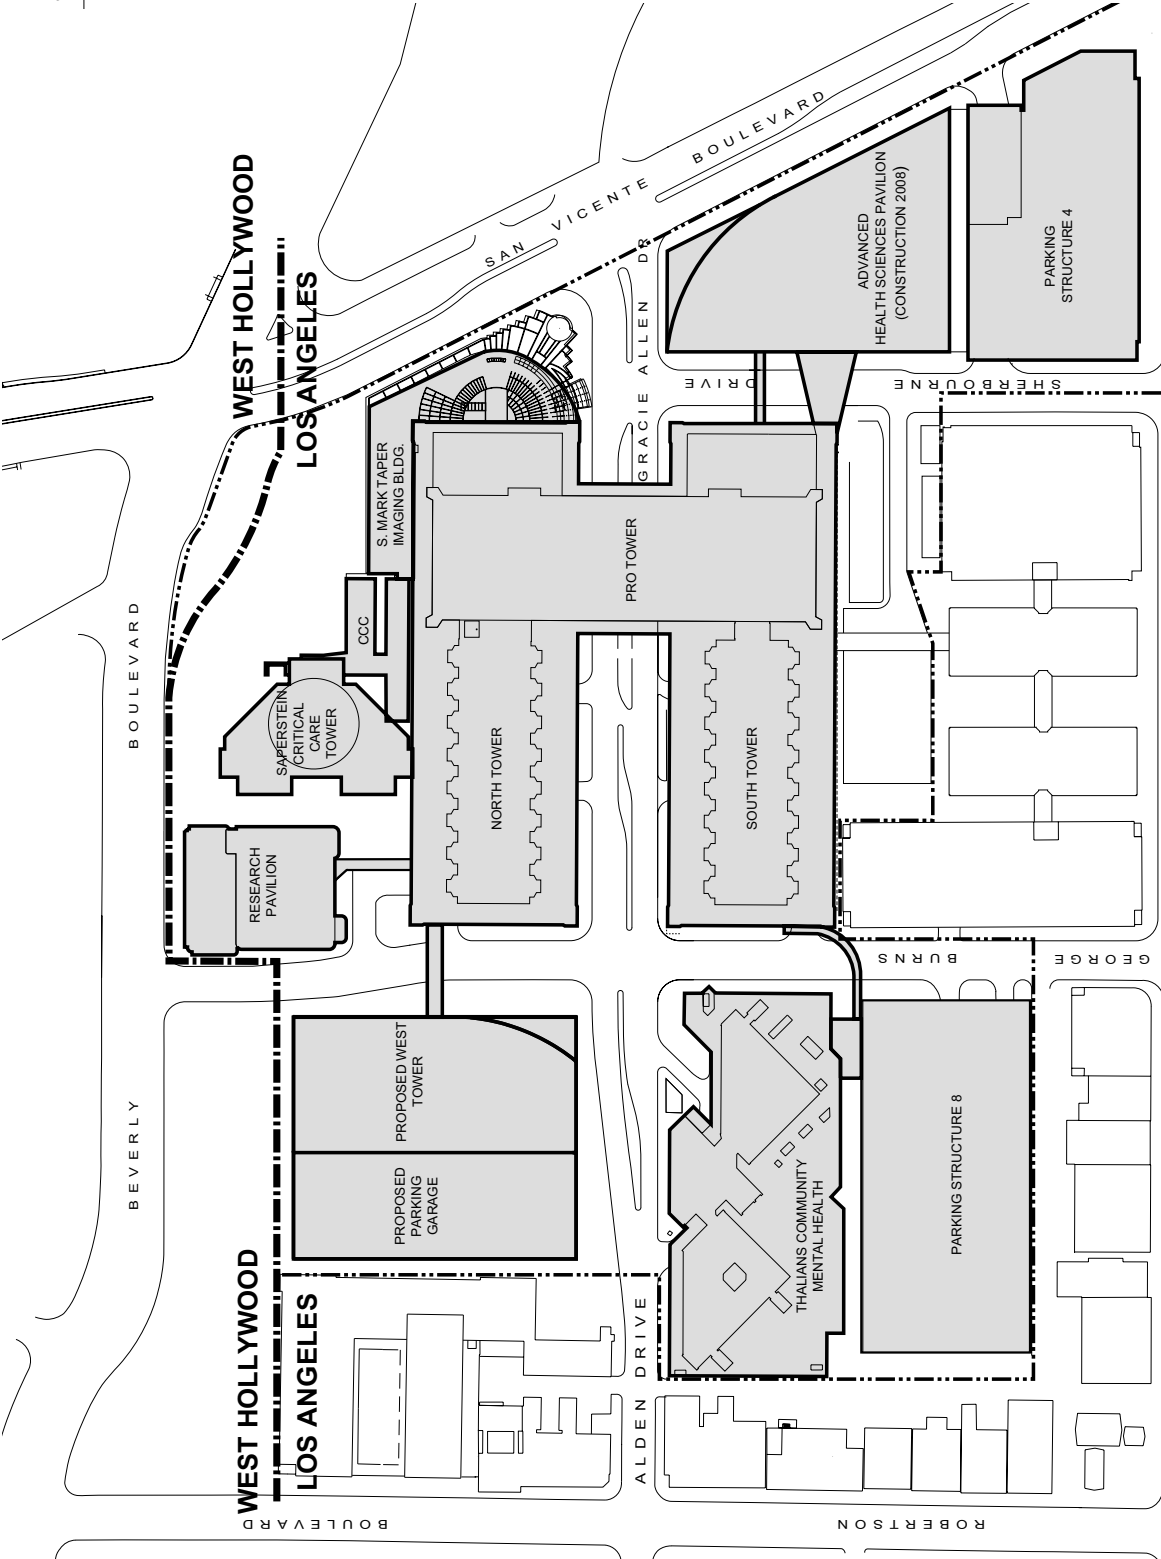 WEST HOLLYWOOD
LOS ANGELES
SAN VICENTE BOULEVARD
GRACIE ALLEN DR
ADVANCED
HEALTH SCIENCES PAVILION
(CONSTRUCTION 2008)
PARKING
STRUCTURE 4
SHERBOURNE DRIVE
S. MARK TAPER
IMAGING BLDG.
PRO TOWER
CCC
SAPERSTEIN
CRITICAL
CARE
TOWER
NORTH TOWER
SOUTH TOWER
RESEARCH
PAVILION
BEVERLY BOULEVARD
GEORGE BURNS
PROPOSED WEST
TOWER
PROPOSED
PARKING
GARAGE
THALIANS COMMUNITY
MENTAL HEALTH
PARKING STRUCTURE 8
WEST HOLLYWOOD
LOS ANGELES
ALDEN DRIVE
ROBERTSON BOULEVARD